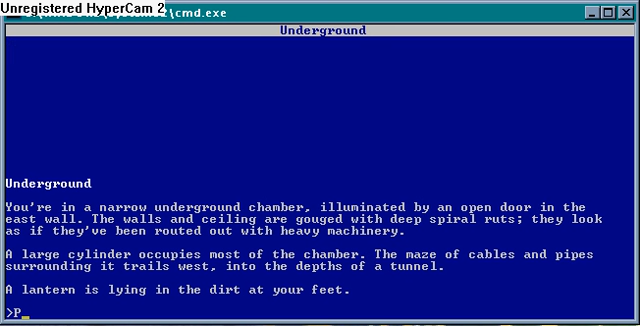 Unregistered HyperCam 2
\cmd.exe
Underground
Underground
You're in a narrow underground chamber, illuminated by an open door in the
east wall. The walls and ceiling are gouged with deep spiral ruts; they look
as if they've been routed out with heavy machinery.
A large cylinder occupies most of the chamber. The maze of cables and pipes
surrounding it trails west, into the depths of a tunnel.
A lantern is lying in the dirt at your feet.
>P_